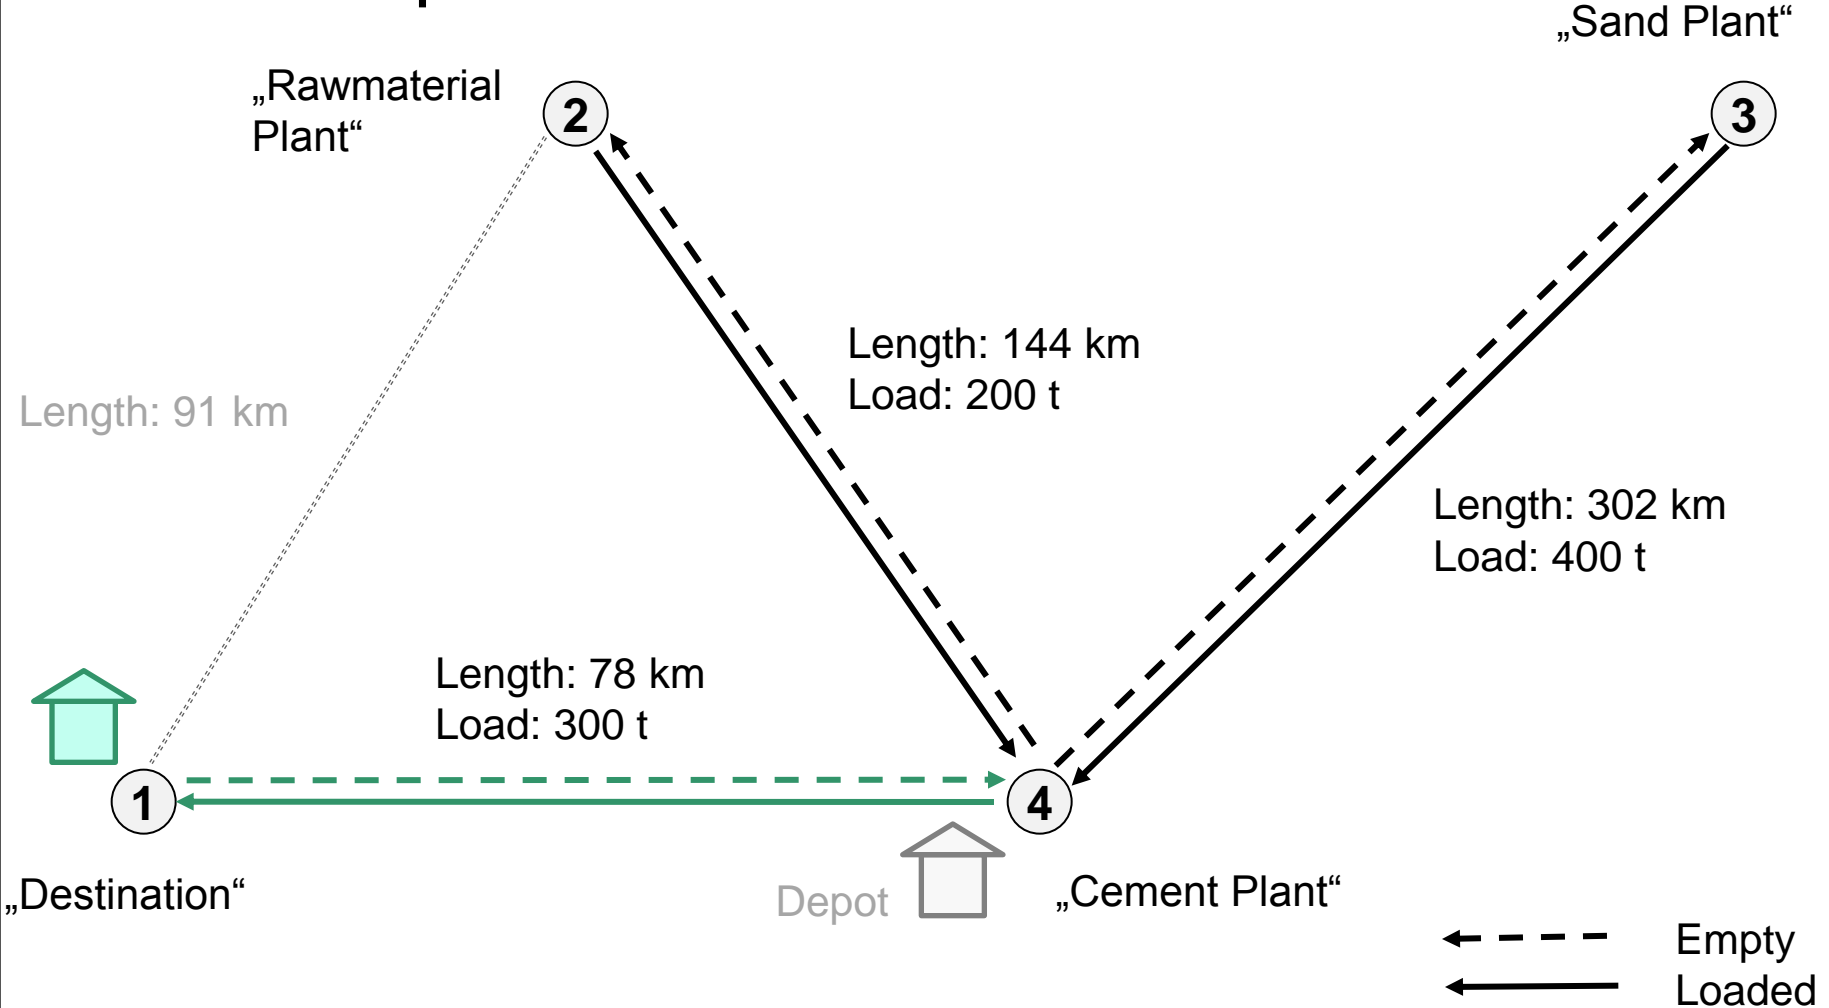 „Sand Plant“
„Rawmaterial
Plant“
2
3
Length: 144 km
Load: 200 t
Length: 91 km
Length: 302 km
Load: 400 t
Length: 78 km
Load: 300 t
1
4
„Destination“
Depot
„Cement Plant“
Empty
Loaded